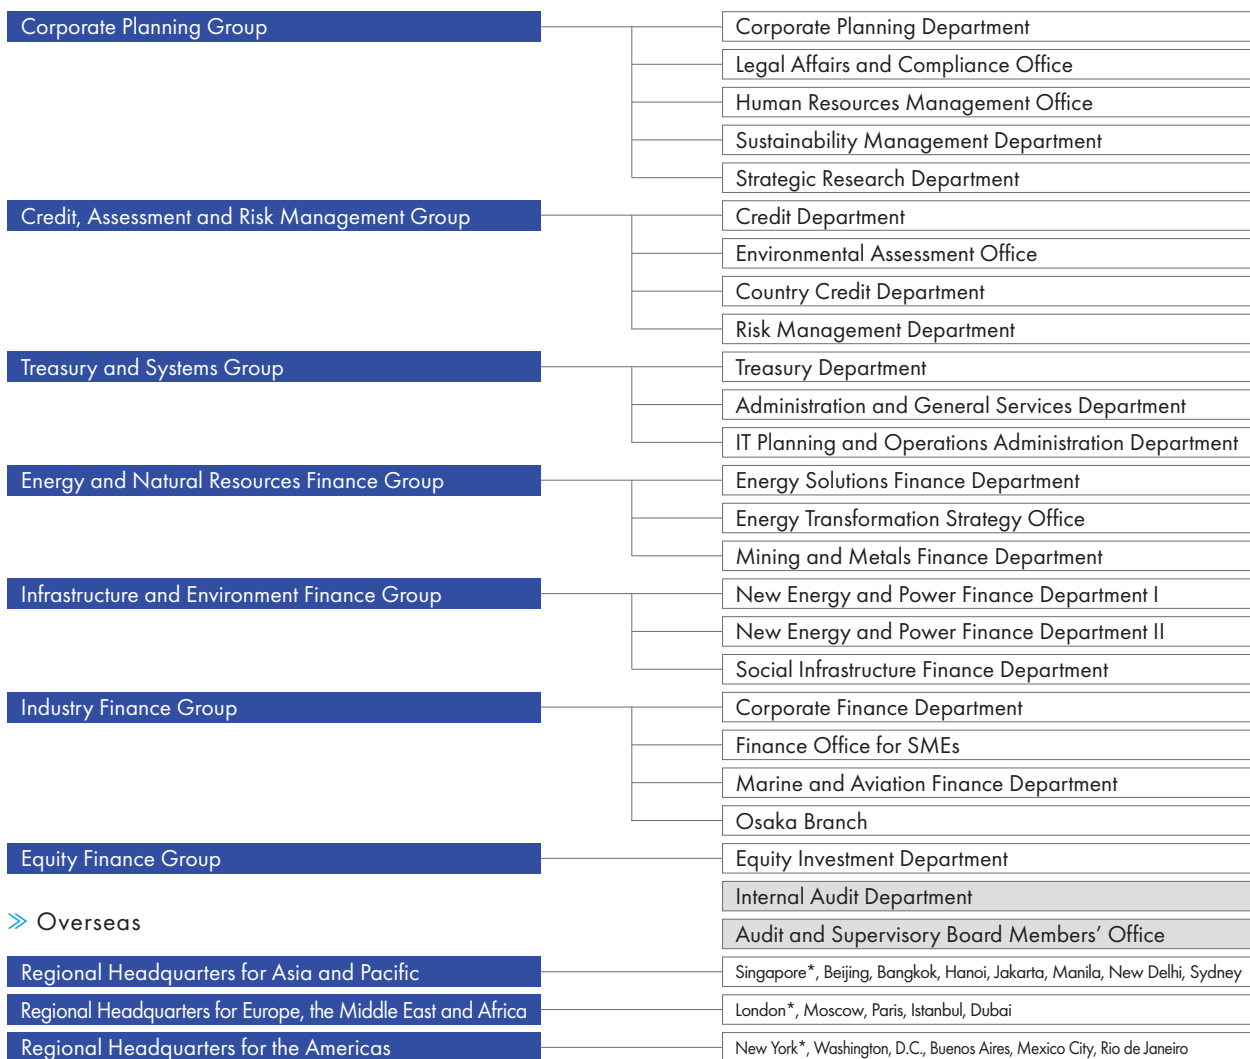 Corporate Planning Group
Corporate Planning Department
Legal Affairs and Compliance Office
Human Resources Management Office
Sustainability Management Department
Strategic Research Department
Credit, Assessment and Risk Management Group
Credit Department
Environmental Assessment Office
Country Credit Department
Risk Management Department
Treasury and Systems Group
Treasury Department
Administration and General Services Department
IT Planning and Operations Administration Department
Energy and Natural Resources Finance Group
Energy Solutions Finance Department
Energy Transformation Strategy Office
Mining and Metals Finance Department
Infrastructure and Environment Finance Group
New Energy and Power Finance Department I
New Energy and Power Finance Department II
Social Infrastructure Finance Department
Industry Finance Group
Corporate Finance Department
Finance Office for SMEs
Marine and Aviation Finance Department
Osaka Branch
Equity Finance Group
Equity Investment Department
Internal Audit Department
Audit and Supervisory Board Members’ Office
≫ Overseas
Regional Headquarters for Asia and Pacific
Singapore*, Beijing, Bangkok, Hanoi, Jakarta, Manila, New Delhi, Sydney
Regional Headquarters for Europe, the Middle East and Africa
London*, Moscow, Paris, Istanbul, Dubai
Regional Headquarters for the Americas
New York*, Washington, D.C., Buenos Aires, Mexico City, Rio de Janeiro